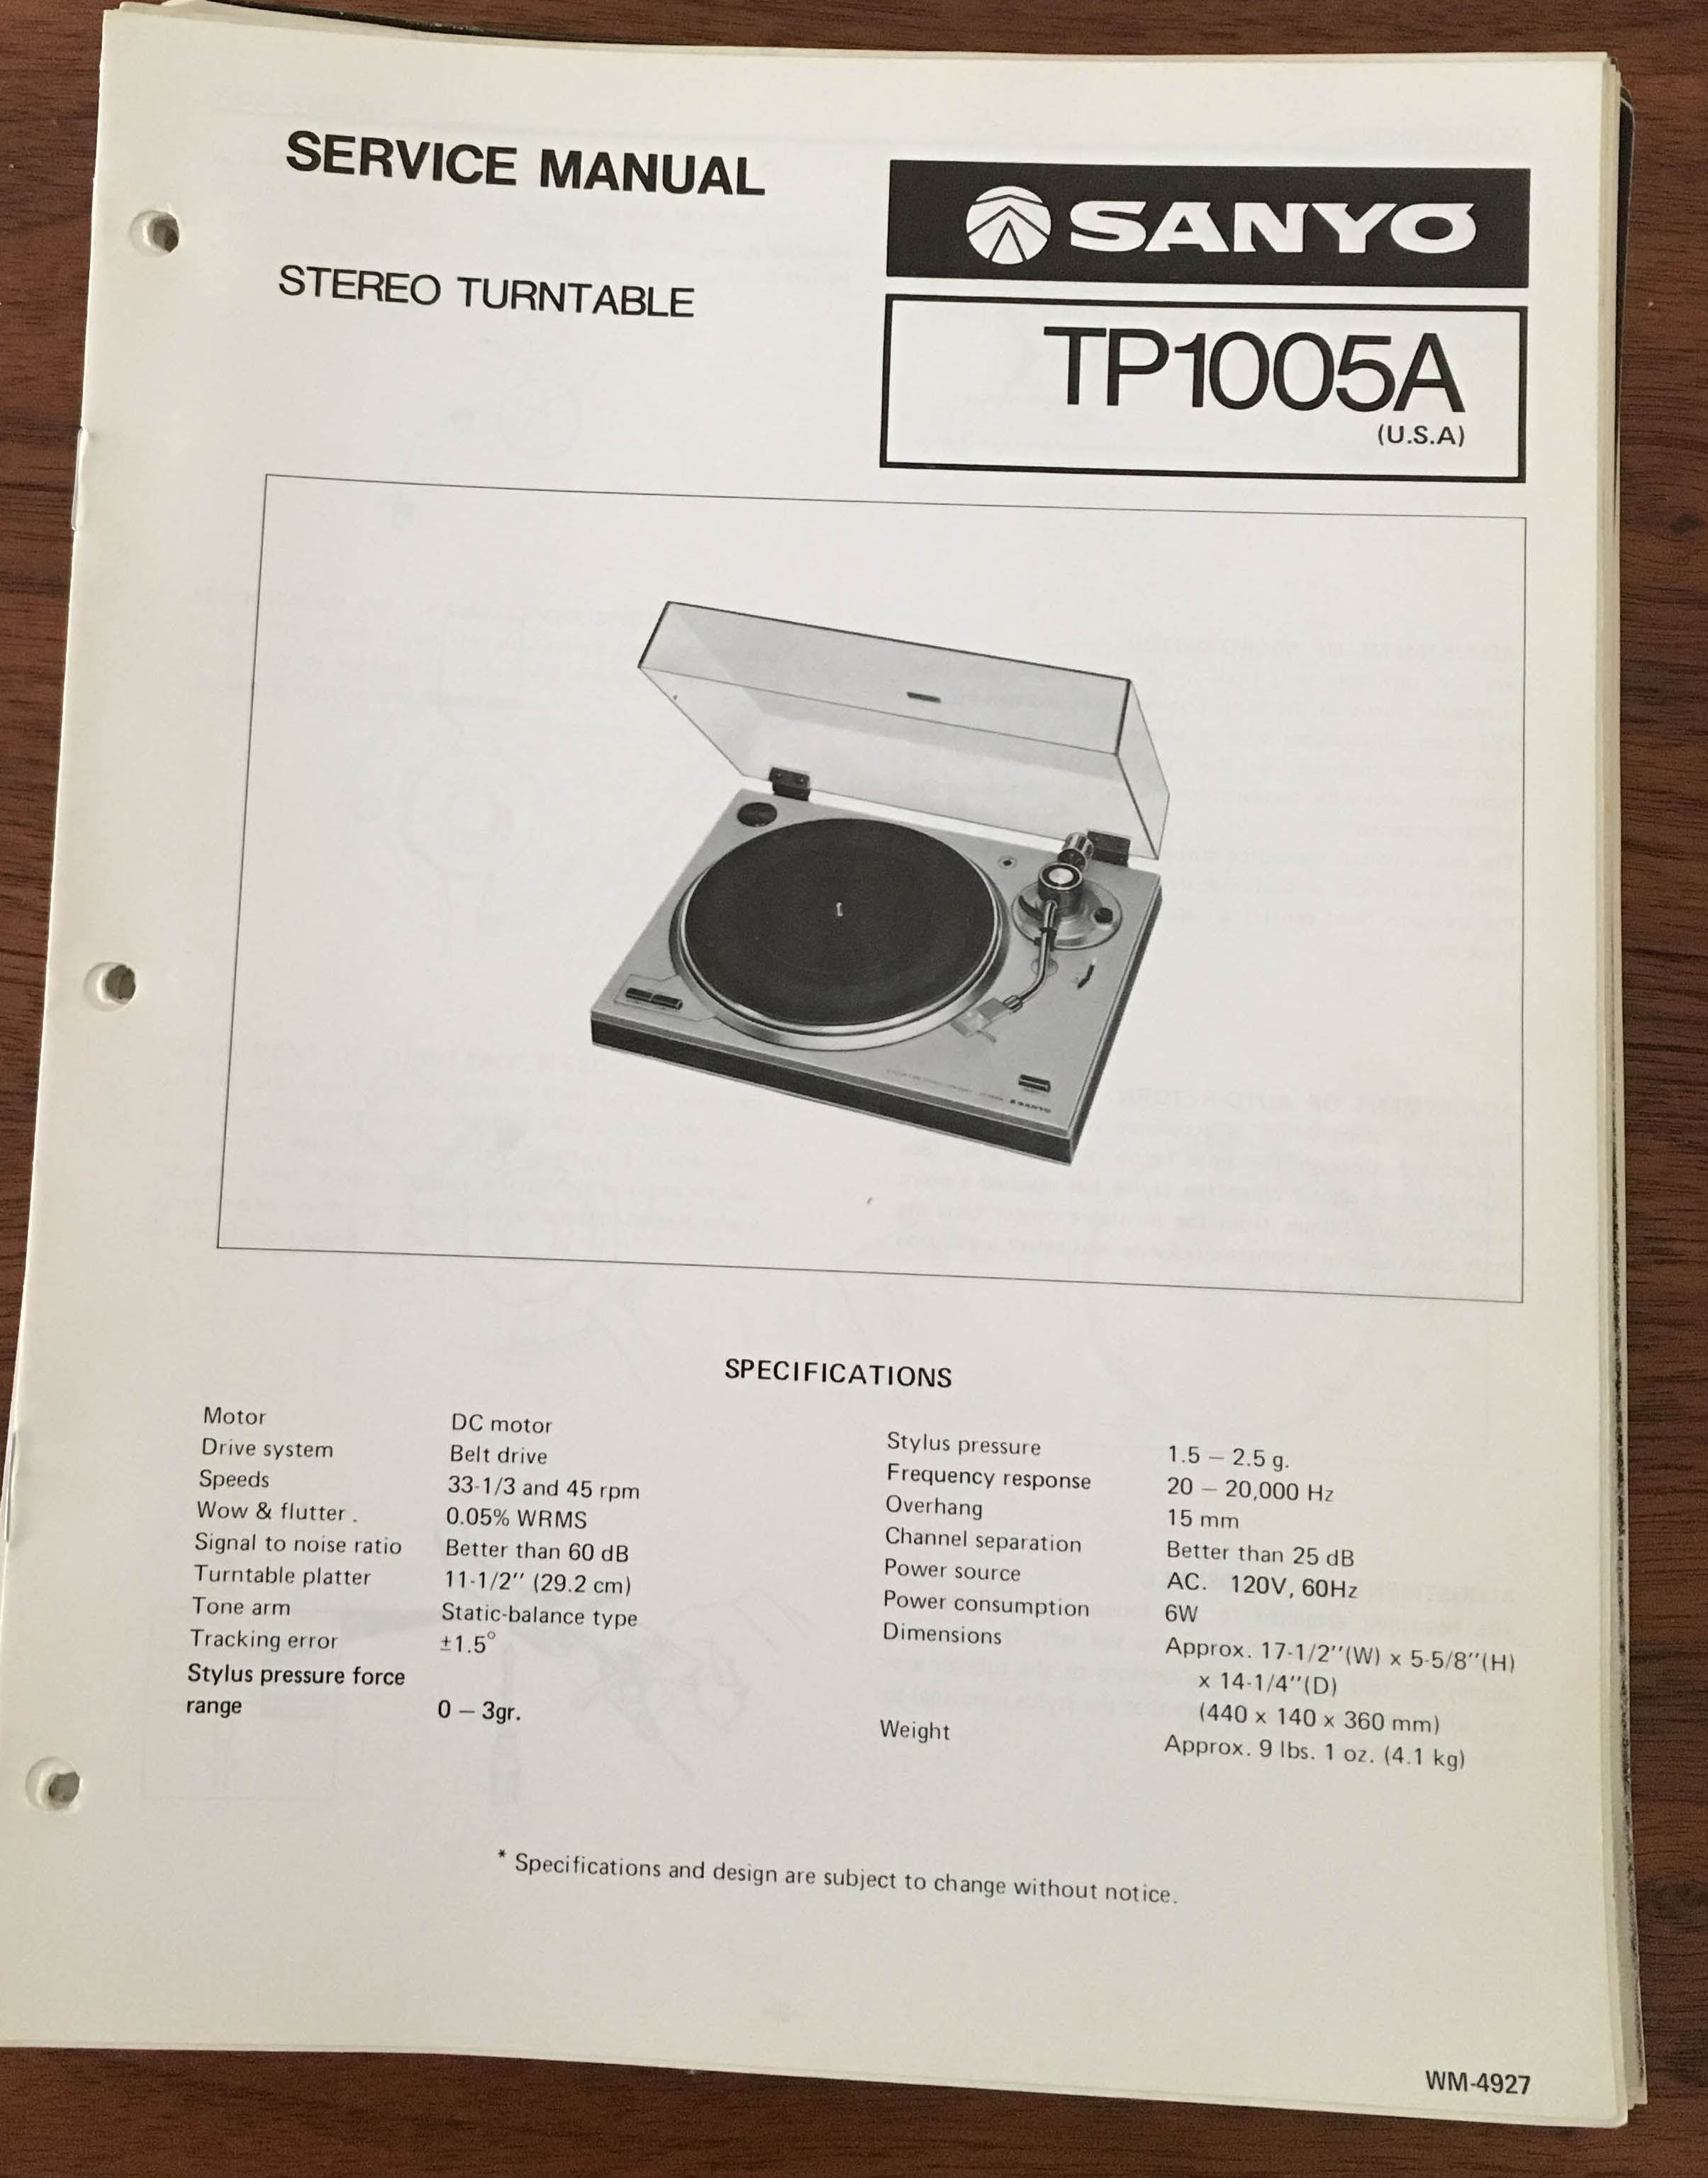 SERVICE MANUAL
STEREO TURNTABLE
SANYO
TP1005A
(U.S.A)
SANYO
SPECIFICATIONS
Motor DC motor
Drive system Belt drive
Speeds 33-1/3 and 45 rpm
Wow & flutter . 0.05% WRMS
Signal to noise ratio Better than 60 dB
Turntable platter 11-1/2'' (29.2 cm)
Tone arm Static-balance type
Tracking error ±1.5°
Stylus pressure force
range 0 – 3gr.
Stylus pressure 1.5 – 2.5 g.
Frequency response 20 – 20,000 Hz
Overhang 15 mm
Channel separation Better than 25 dB
Power source AC. 120V, 60Hz
Power consumption 6W
Dimensions Approx. 17-1/2''(W) x 5-5/8''(H)
x 14-1/4''(D)
(440 x 140 x 360 mm)
Weight Approx. 9 lbs. 1 oz. (4.1 kg)
* Specifications and design are subject to change without notice.
WM-4927